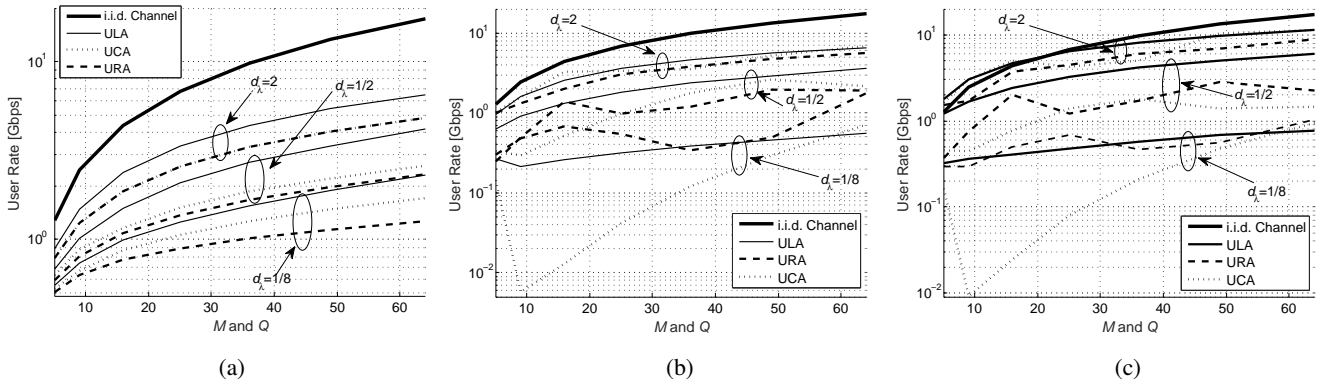 i.i.d. Channel
ULA
UCA
URA
10^1
10^0
User Rate [Gbps]
d_λ=2
d_λ=1/2
d_λ=1/8
10 20 30 40 50 60
M and Q
(a)
10^1
10^0
10^-1
10^-2
User Rate [Gbps]
d_λ=2
d_λ=1/2
d_λ=1/8
i.i.d. Channel
ULA
URA
UCA
10 20 30 40 50 60
M and Q
(b)
10^1
10^0
10^-1
10^-2
User Rate [Gbps]
d_λ=2
d_λ=1/2
d_λ=1/8
i.i.d. Channel
ULA
URA
UCA
10 20 30 40 50 60
M and Q
(c)